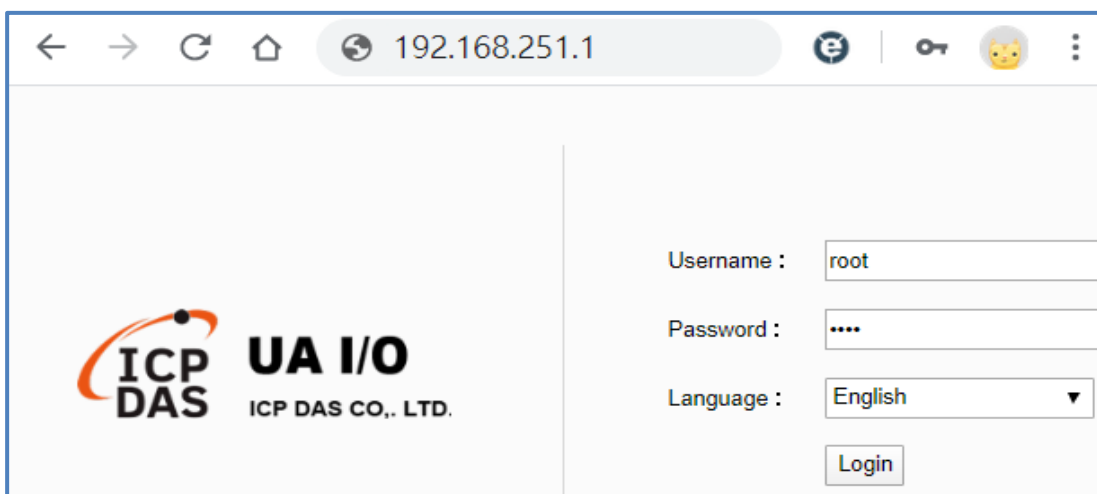 192.168.251.1
Username :
root
Password :
••••
ICP
DAS
UA I/O
ICP DAS CO,. LTD.
Language :
English
Login